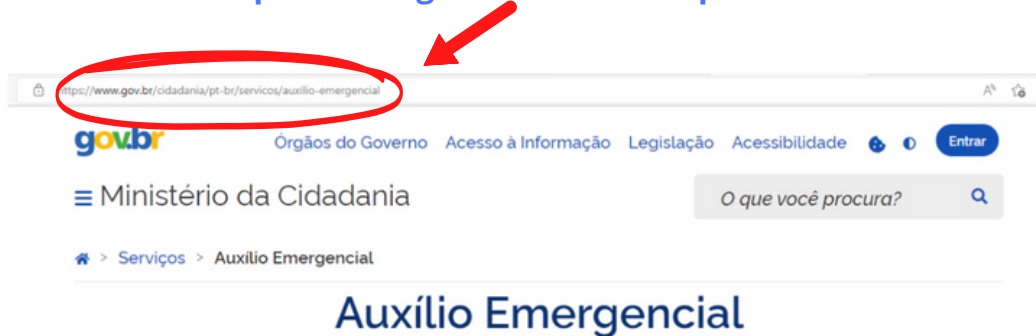 https://www.gov.br/cidadania/pt-br/servicos/auxilio-emergencial
gov.br Órgãos do Governo Acesso à Informação Legislação Acessibilidade Entrar
≡ Ministério da Cidadania O que você procura?
> Serviços > Auxílio Emergencial
Auxílio Emergencial